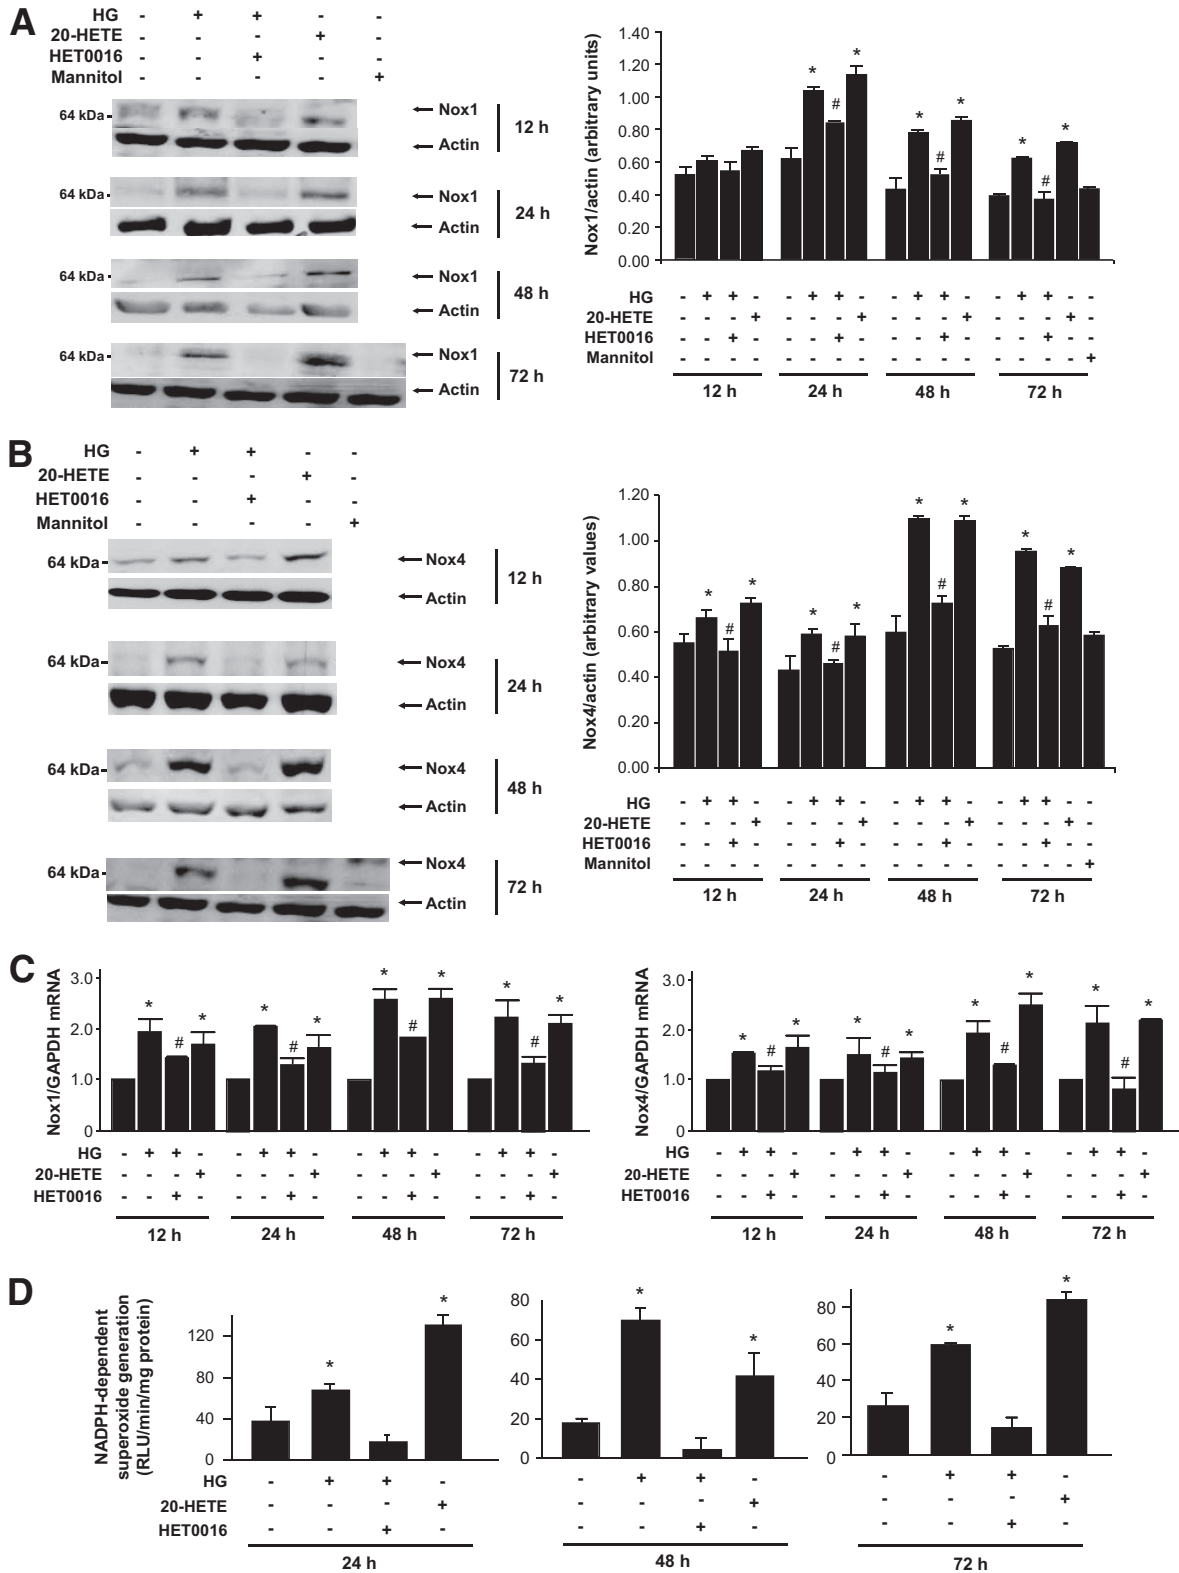 A
HG - + + - -
20-HETE - - - + -
HET0016 - - + - -
Mannitol - - - - +
64 kDa
Nox1
Actin
12 h
64 kDa
Nox1
Actin
24 h
64 kDa
Nox1
Actin
48 h
64 kDa
Nox1
Actin
72 h
Nox1/actin (arbitrary units)
1.40
1.20
1.00
0.80
0.60
0.40
0.20
0.00
* # * * # * * # *
HG - + + - - + + - - + + - - + + - -
20-HETE - - - + - - - + - - - + - - - + -
HET0016 - - + - - - + - - - + - - - + - -
Mannitol - - - - - - - - - - - - - - - - +
12 h 24 h 48 h 72 h
B
HG - + + - -
20-HETE - - - + -
HET0016 - - + - -
Mannitol - - - - +
64 kDa
Nox4
Actin
12 h
64 kDa
Nox4
Actin
24 h
64 kDa
Nox4
Actin
48 h
64 kDa
Nox4
Actin
72 h
Nox4/actin (arbitrary values)
1.20
1.00
0.80
0.60
0.40
0.20
0.00
* # * * # * * # * * # *
HG - + + - - + + - - + + - - + + - -
20-HETE - - - + - - - + - - - + - - - + -
HET0016 - - + - - - + - - - + - - - + - -
Mannitol - - - - - - - - - - - - - - - - +
12 h 24 h 48 h 72 h
C
Nox1/GAPDH mRNA
3.0
2.0
1.0
0
* # * * # * * # * * # *
HG - + + - - + + - - + + - - + + -
20-HETE - - - + - - - + - - - + - - - +
HET0016 - - + - - - + - - - + - - - + -
12 h 24 h 48 h 72 h
Nox4/GAPDH mRNA
3.0
2.0
1.0
0
* # * * # * * # * * # *
HG - + + - - + + - - + + - - + + -
20-HETE - - - + - - - + - - - + - - - +
HET0016 - - + - - - + - - - + - - - + -
12 h 24 h 48 h 72 h
D
NADPH-dependent
superoxide generation
(RLU/min/mg protein)
120
80
40
0
* *
HG - + + -
20-HETE - - - +
HET0016 - - + -
24 h
80
60
40
20
0
* *
- + + -
- - - +
- - + -
48 h
80
60
40
20
0
* *
- + + -
- - - +
- - + -
72 h